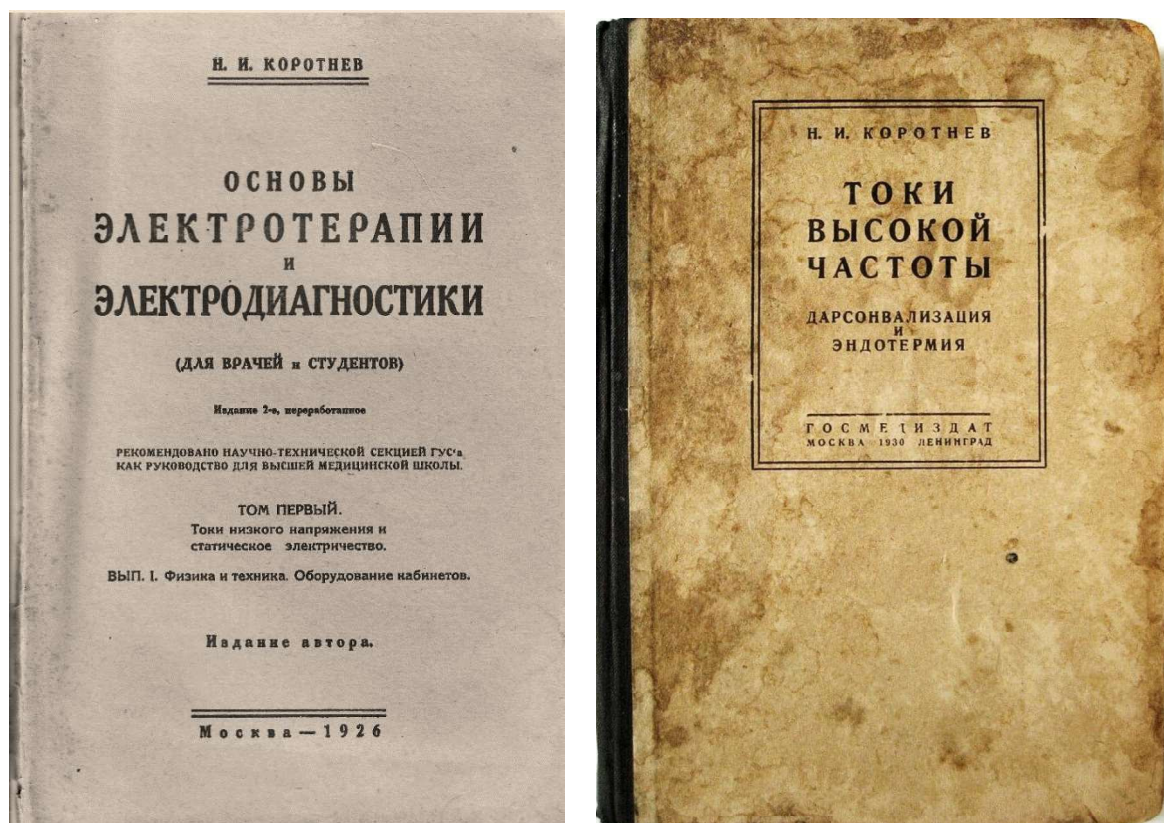 Н. И. КОРОТНЕВ
ОСНОВЫ
ЭЛЕКТРОТЕРАПИИ
И
ЭЛЕКТРОДИАГНОСТИКИ
(ДЛЯ ВРАЧЕЙ и СТУДЕНТОВ)
Издание 2-е, переработанное
РЕКОМЕНДОВАНО НАУЧНО-ТЕХНИЧЕСКОЙ СЕКЦИЕЙ ГУС'а
КАК РУКОВОДСТВО ДЛЯ ВЫСШЕЙ МЕДИЦИНСКОЙ ШКОЛЫ.
ТОМ ПЕРВЫЙ.
Токи низкого напряжения и
статическое электричество.
ВЫП. I. Физика и техника. Оборудование кабинетов.
Издание автора.
Москва — 1926
Н. И. КОРОТНЕВ
ТОКИ
ВЫСОКОЙ
ЧАСТОТЫ
ДАРСОНВАЛИЗАЦИЯ
И
ЭНДОТЕРМИЯ
ГОСМЕДИЗДАТ
МОСКВА 1930 ЛЕНИНГРАД